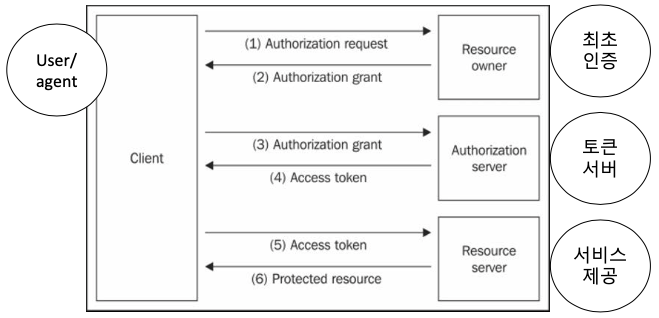 User/
agent
Client
(1) Authorization request
(2) Authorization grant
Resource
owner
최초
인증
(3) Authorization grant
(4) Access token
Authorization
server
토큰
서버
(5) Access token
(6) Protected resource
Resource
server
서비스
제공